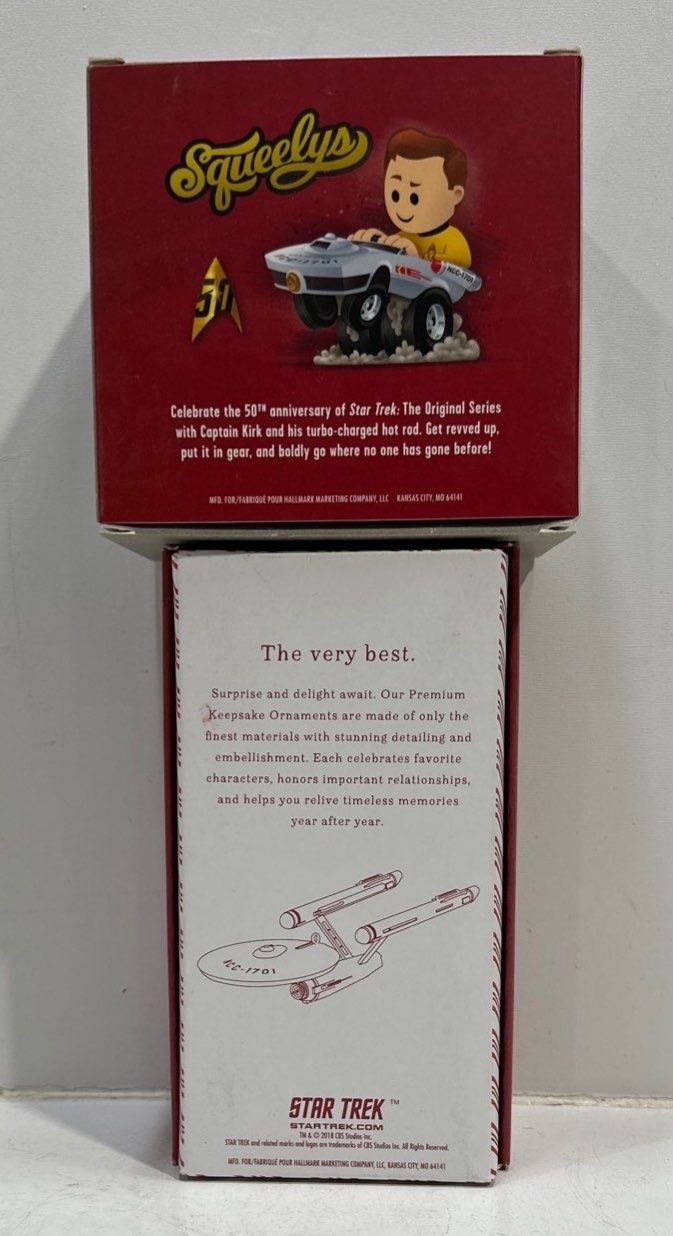 Squeelys
50
NCC-1701
NCC-1701
Celebrate the 50TH anniversary of Star Trek: The Original Series
with Captain Kirk and his turbo-charged hot rod. Get revved up,
put it in gear, and boldly go where no one has gone before!
MFD. FOR/FABRIQUÉ POUR HALLMARK MARKETING COMPANY, LLC KANSAS CITY, MO 64141
The very best.
Surprise and delight await. Our Premium
Keepsake Ornaments are made of only the
finest materials with stunning detailing and
embellishment. Each celebrates favorite
characters, honors important relationships,
and helps you relive timeless memories
year after year.
NCC-1701
STAR TREK ™
STARTREK.COM
TM & © 2018 CBS Studios Inc.
STAR TREK and related marks and logos are trademarks of CBS Studios Inc. All Rights Reserved.
MFD. FOR/FABRIQUÉ POUR HALLMARK MARKETING COMPANY, LLC, KANSAS CITY, MO 64141